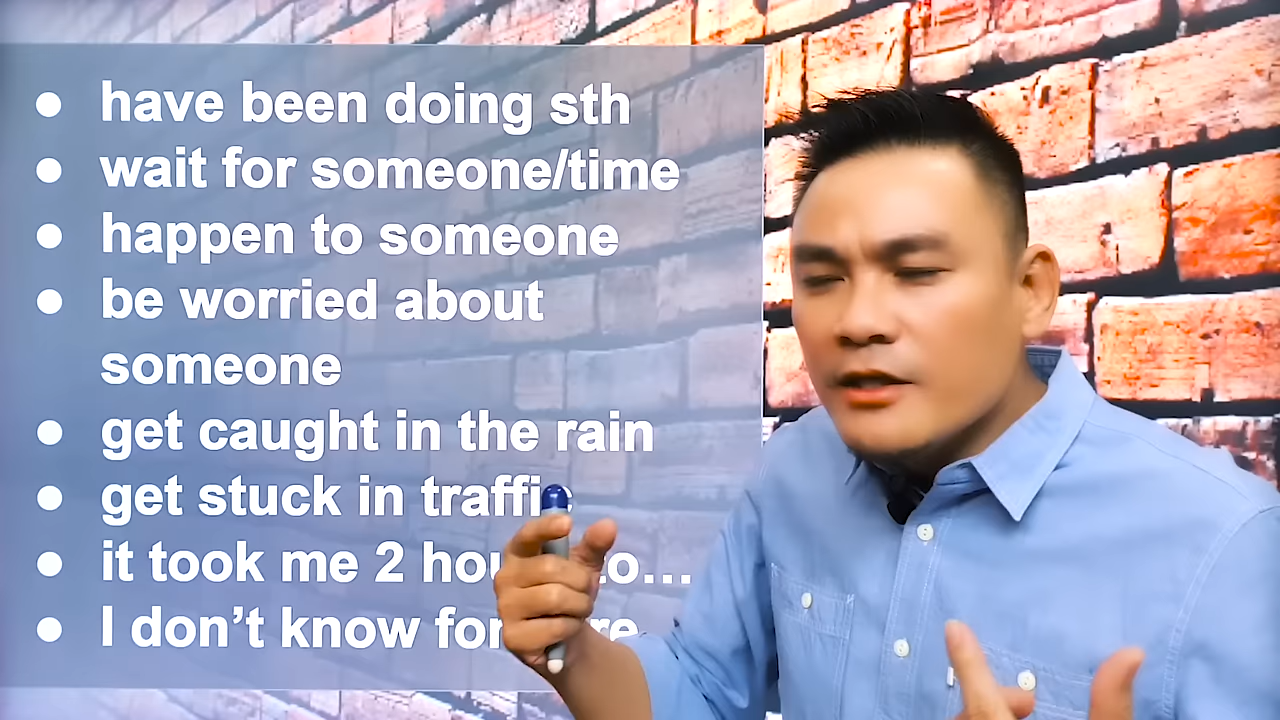 ● have been doing sth
● wait for someone/time
● happen to someone
● be worried about
someone
● get caught in the rain
● get stuck in
● it took me 2
● I don’t know